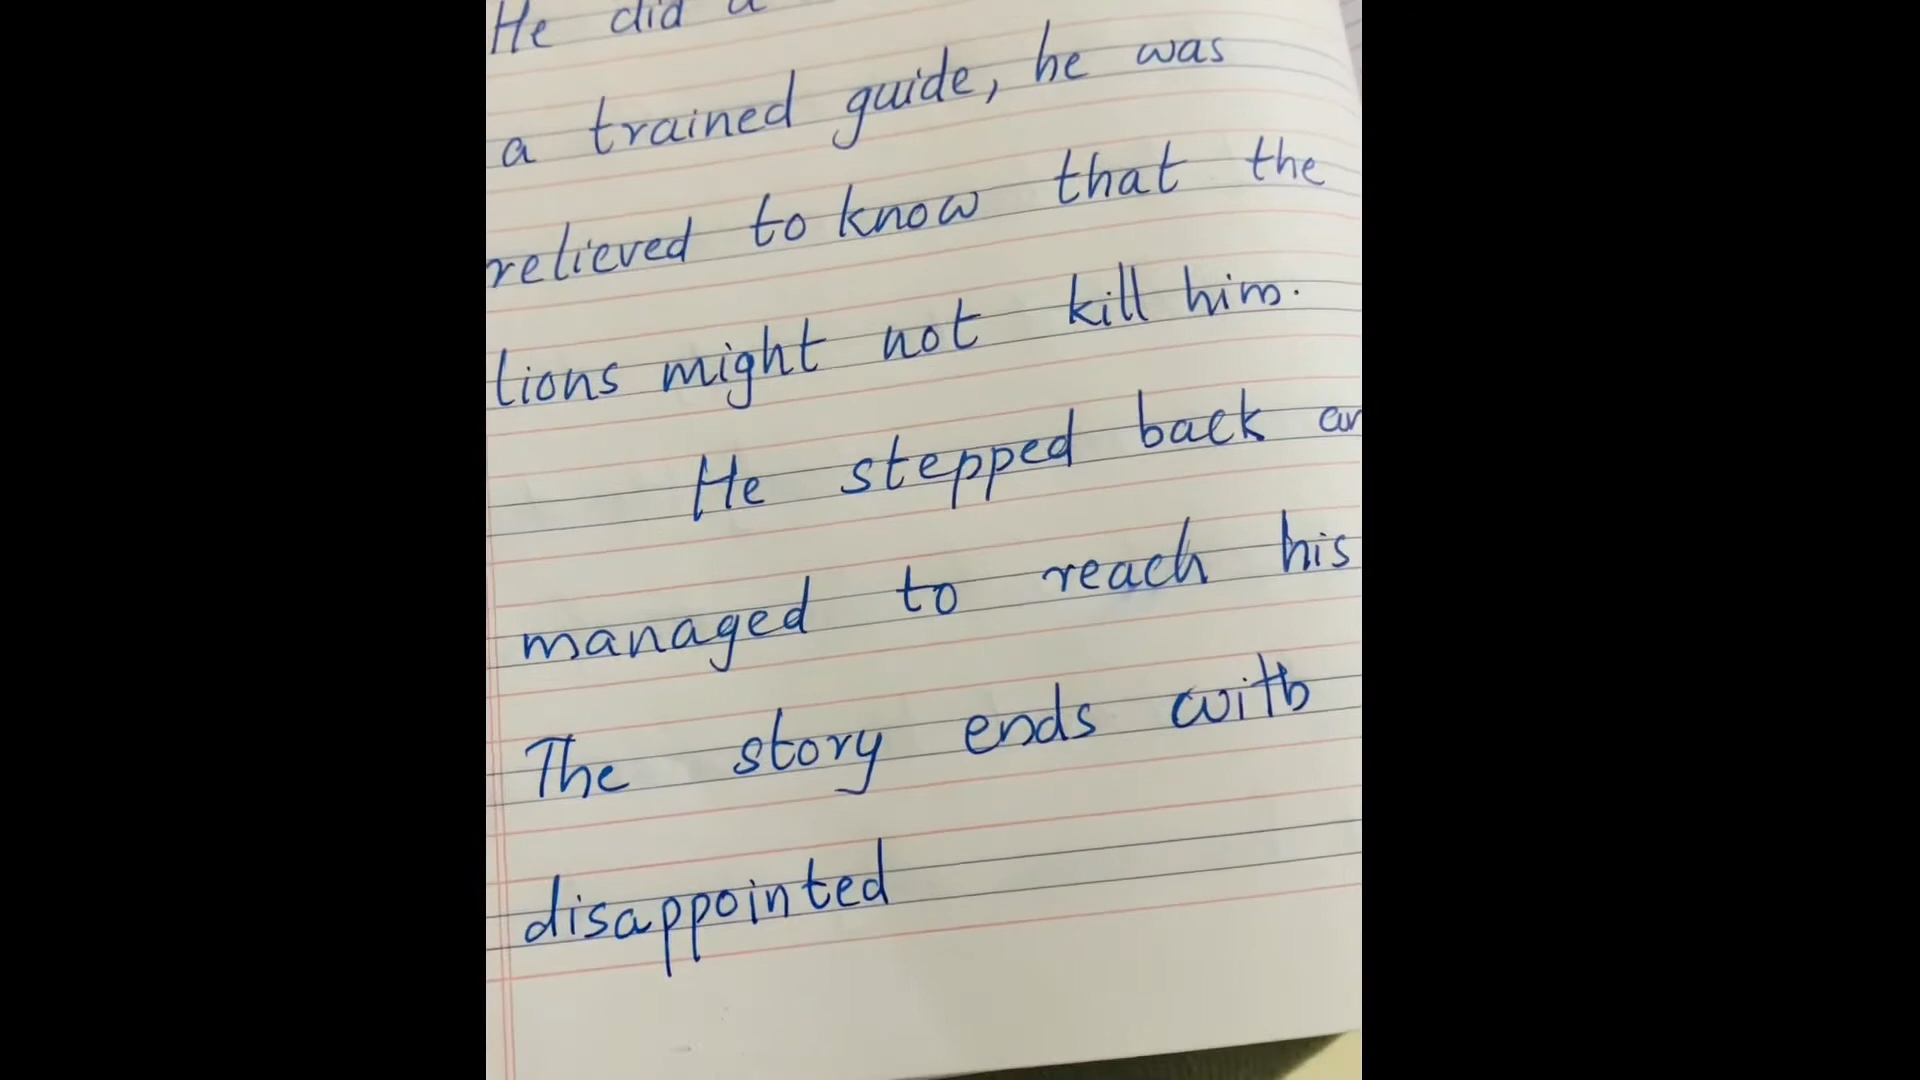 He did a
a trained guide, he was
relieved to know that the
lions might not kill him.
He stepped back an
managed to reach his
The story ends with
disappointed